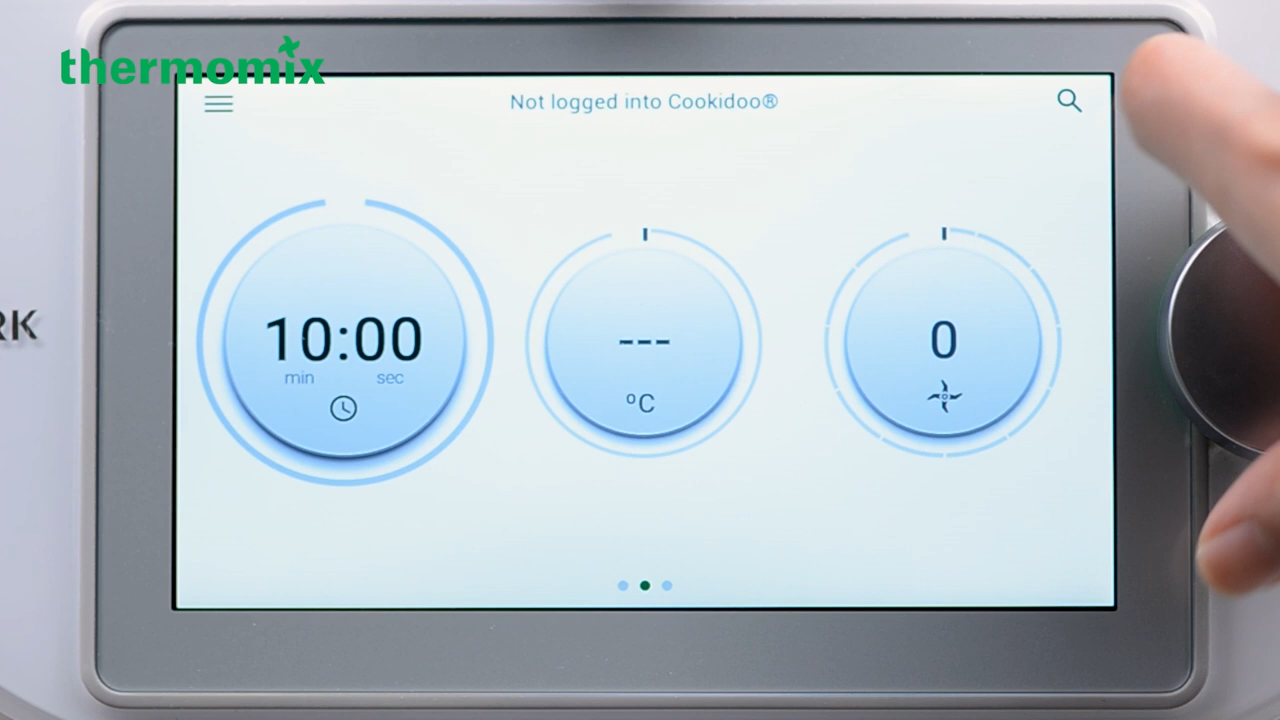 thermomix
Not logged into Cookidoo®
10:00
min sec
---
ºC
0
RK